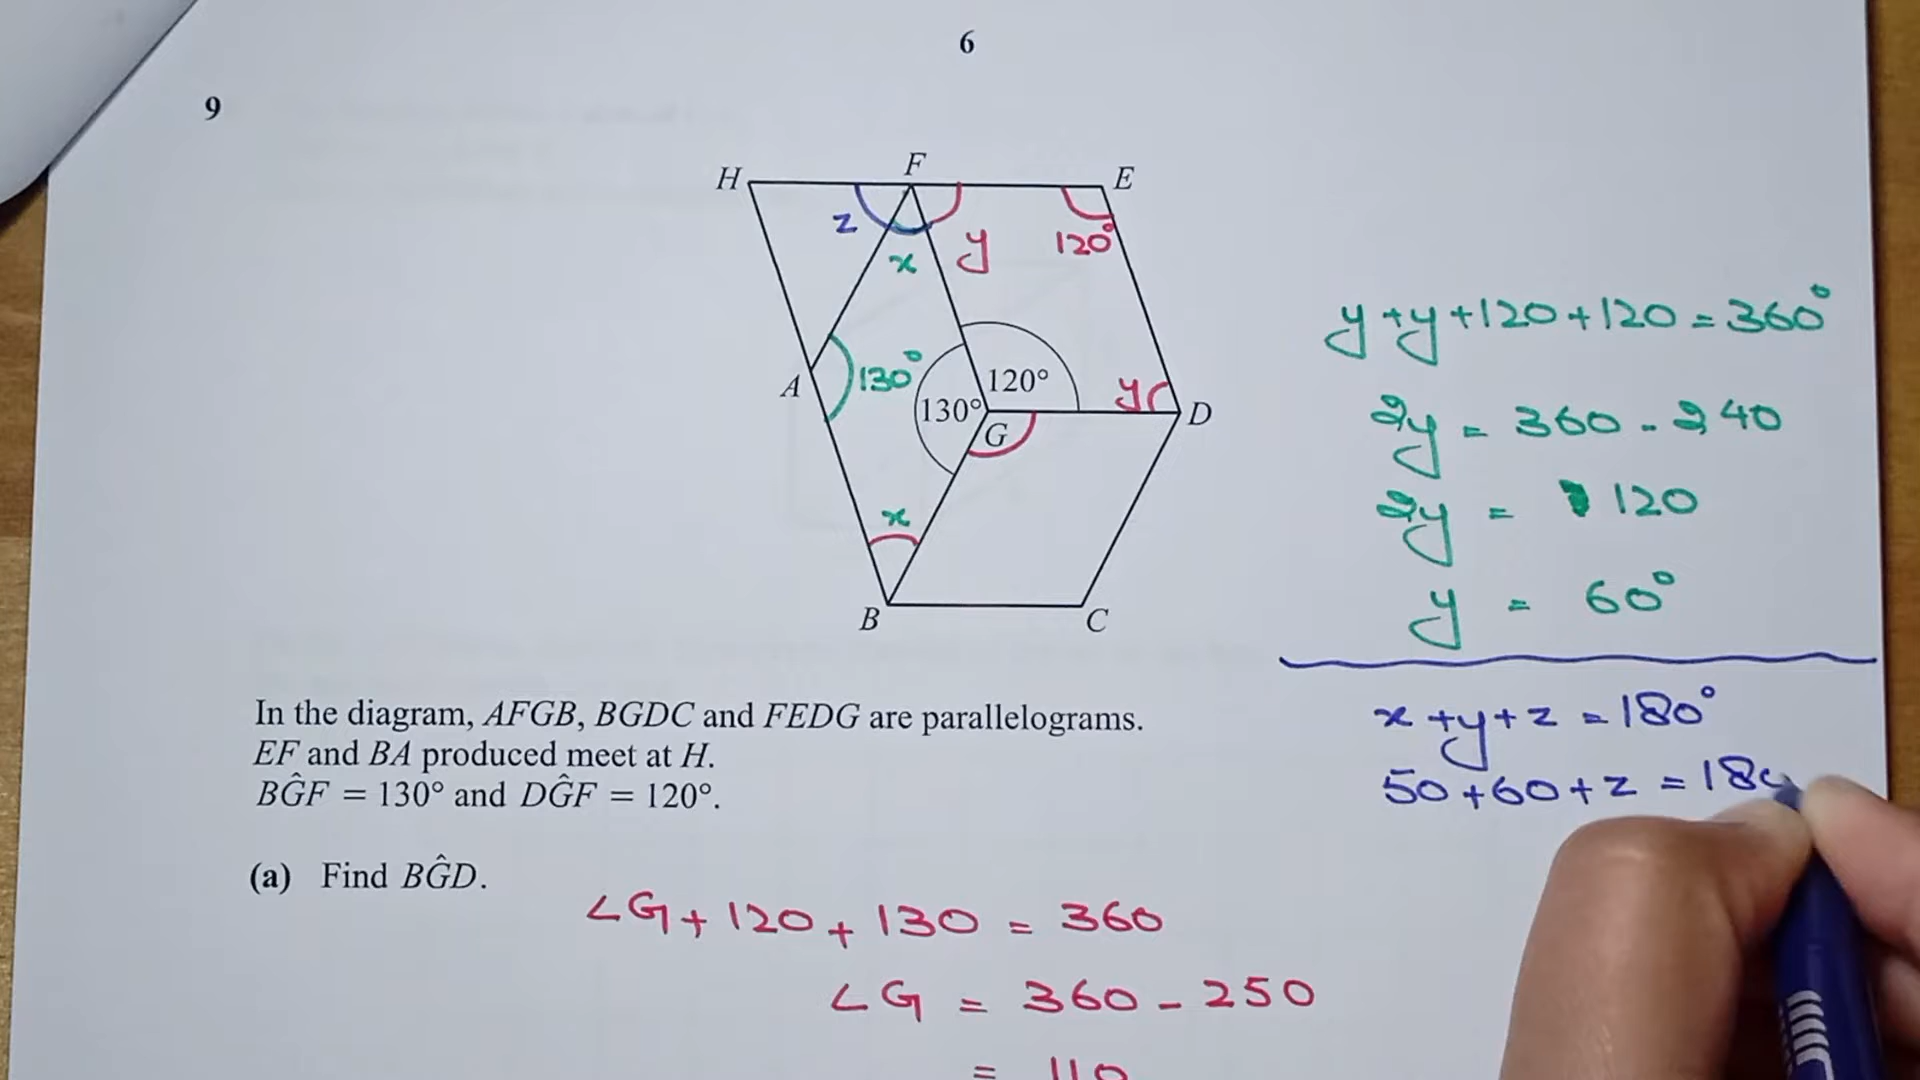 6
9
H F E
z x y 120°
A 130° 120° y D
130° G
x
B C
y + y + 120 + 120 = 360°
2y = 360 - 240
2y = 120
y = 60°
x + y + z = 180°
50 + 60 + z = 180
In the diagram, AFGB, BGDC and FEDG are parallelograms.
EF and BA produced meet at H.
BĜF = 130° and DĜF = 120°.
(a) Find BĜD.
∠G + 120 + 130 = 360
∠G = 360 - 250
= 110